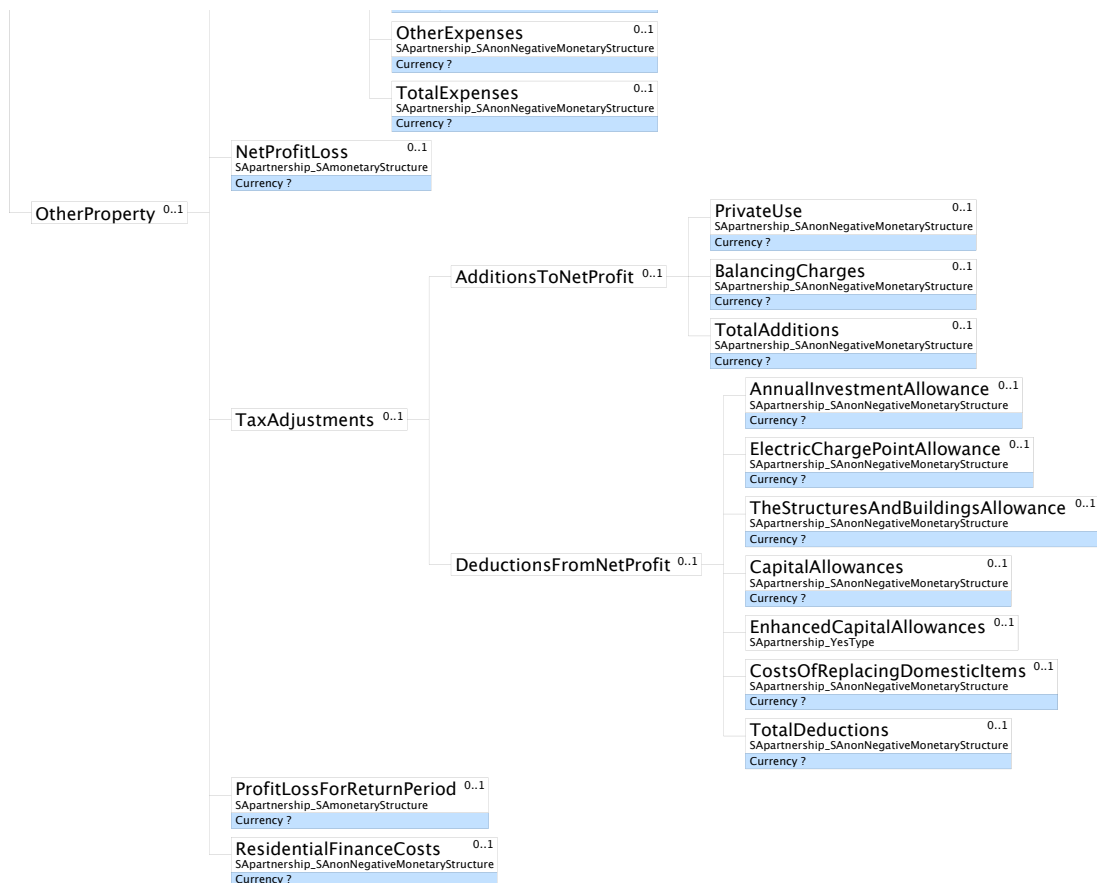 OtherExpenses 0..1
SApartnership_SAnonNegativeMonetaryStructure
Currency ?
TotalExpenses 0..1
SApartnership_SAnonNegativeMonetaryStructure
Currency ?
NetProfitLoss 0..1
SApartnership_SAmonetaryStructure
Currency ?
OtherProperty 0..1
PrivateUse 0..1
SApartnership_SAnonNegativeMonetaryStructure
Currency ?
AdditionsToNetProfit 0..1
BalancingCharges 0..1
SApartnership_SAnonNegativeMonetaryStructure
Currency ?
TotalAdditions 0..1
SApartnership_SAnonNegativeMonetaryStructure
Currency ?
TaxAdjustments 0..1
AnnualInvestmentAllowance 0..1
SApartnership_SAnonNegativeMonetaryStructure
Currency ?
ElectricChargePointAllowance 0..1
SApartnership_SAnonNegativeMonetaryStructure
Currency ?
TheStructuresAndBuildingsAllowance 0..1
SApartnership_SAnonNegativeMonetaryStructure
Currency ?
DeductionsFromNetProfit 0..1
CapitalAllowances 0..1
SApartnership_SAnonNegativeMonetaryStructure
Currency ?
EnhancedCapitalAllowances 0..1
SApartnership_YesType
CostsOfReplacingDomesticItems 0..1
SApartnership_SAnonNegativeMonetaryStructure
Currency ?
TotalDeductions 0..1
SApartnership_SAnonNegativeMonetaryStructure
Currency ?
ProfitLossForReturnPeriod 0..1
SApartnership_SAmonetaryStructure
Currency ?
ResidentialFinanceCosts 0..1
SApartnership_SAnonNegativeMonetaryStructure
Currency ?